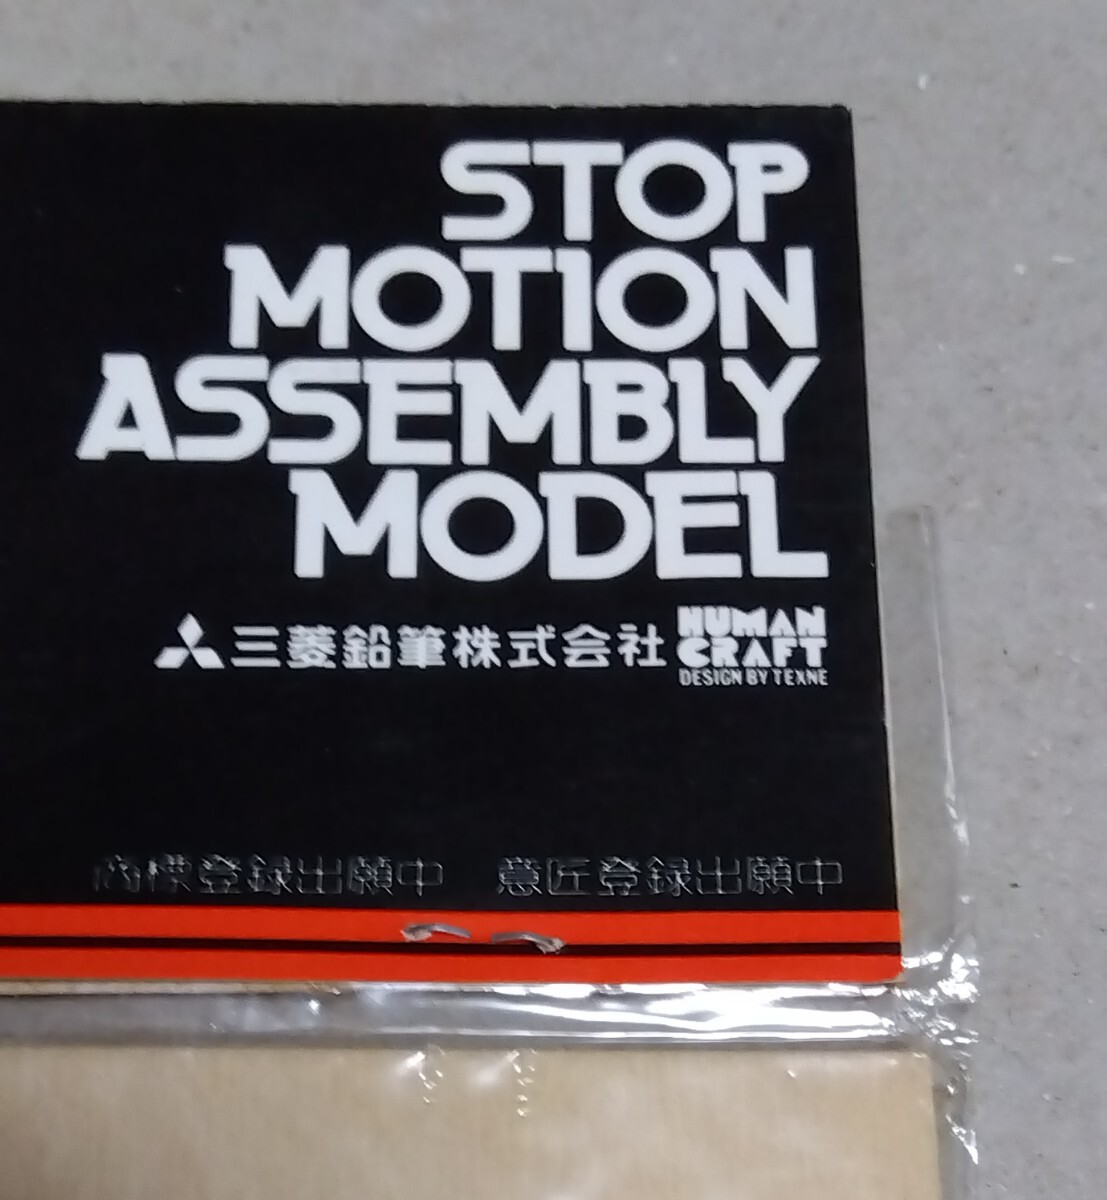 STOP
MOTION
ASSEMBLY
MODEL
三菱鉛筆株式会社 HUMAN
CRAFT
DESIGN BY TEXNE
商標登録出願中 意匠登録出願中